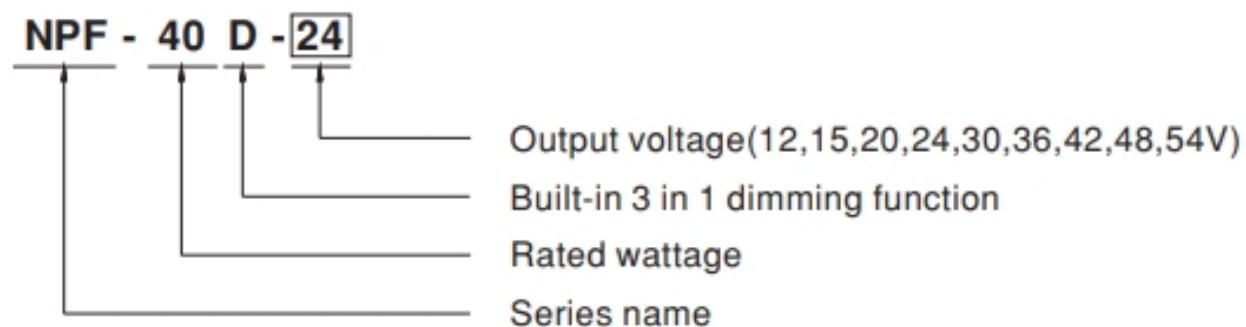 NPF - 40 D - 24
Output voltage(12,15,20,24,30,36,42,48,54V)
Built-in 3 in 1 dimming function
Rated wattage
Series name